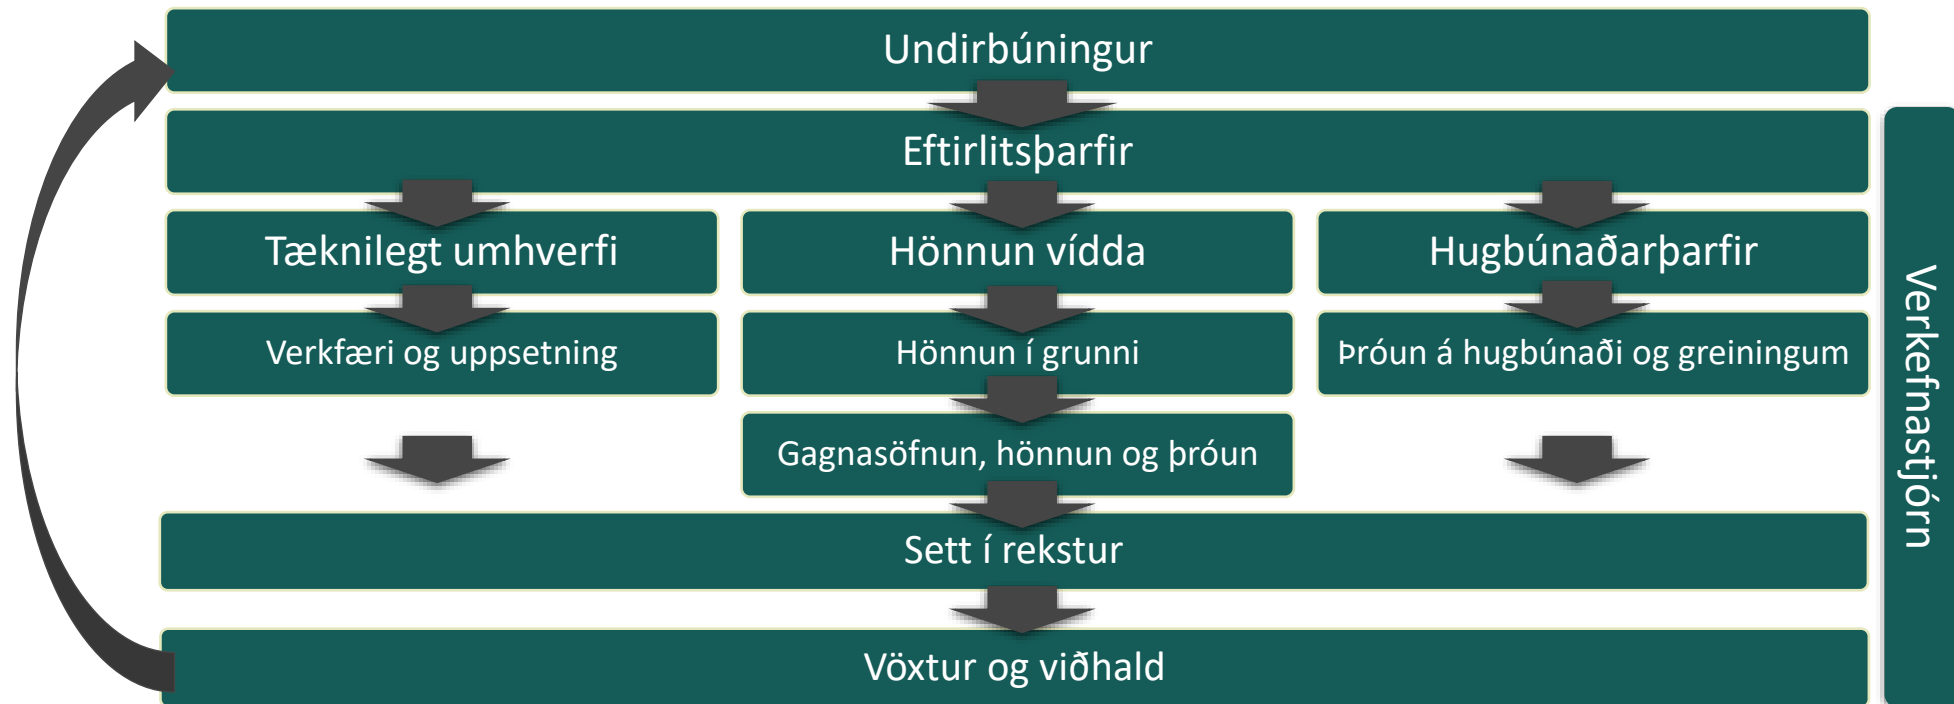 Undirbúningur
Eftirlitsþarfir
Tæknilegt umhverfi
Hönnun vídda
Hugbúnaðarþarfir
Verkfæri og uppsetning
Hönnun í grunni
Þróun á hugbúnaði og greiningum
Gagnasöfnun, hönnun og þróun
Sett í rekstur
Vöxtur og viðhald
Verkefnastjórn